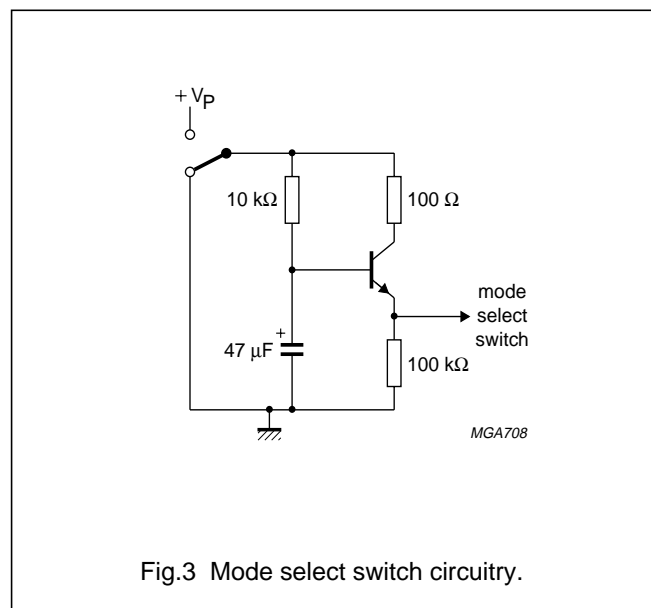 + VP
10 kΩ
100 Ω
mode
select
switch
47 µF
+
100 kΩ
MGA708
Fig.3 Mode select switch circuitry.